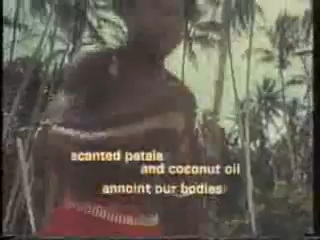 scented petals
and coconut oil
annoint our bodies